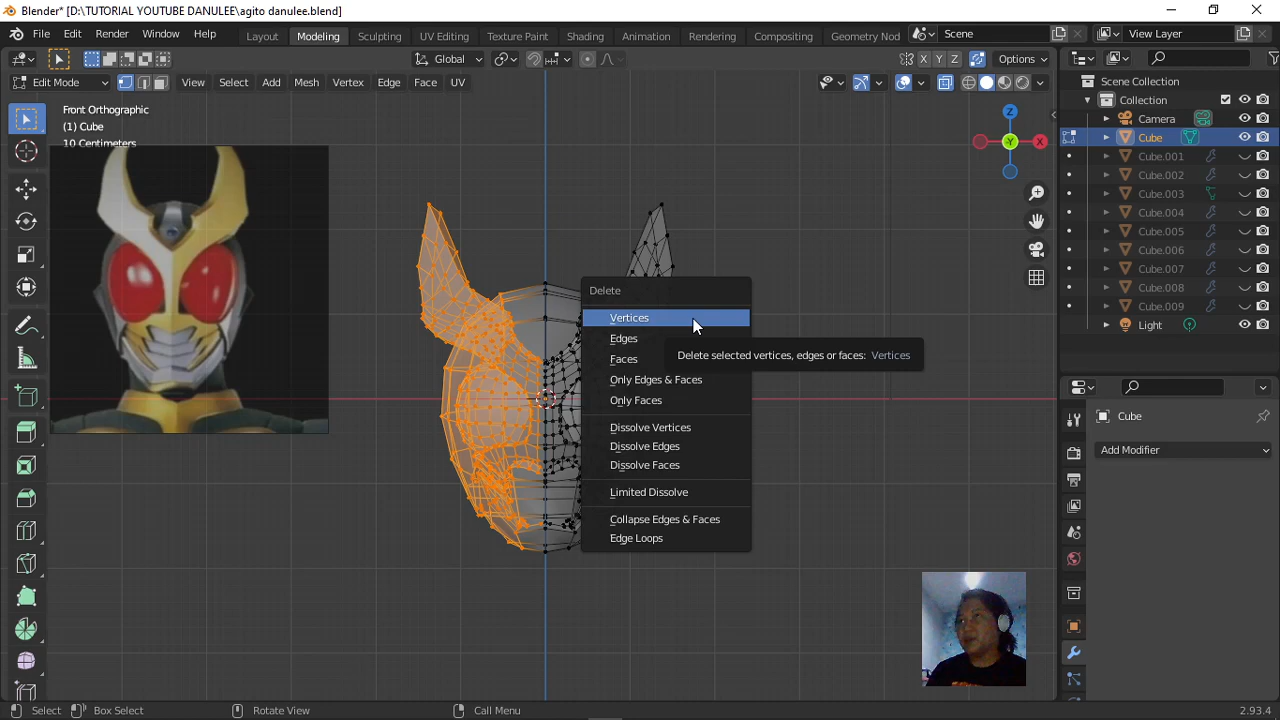 Blender* [D:\TUTORIAL YOUTUBE DANULEE\agito danulee.blend]
File Edit Render Window Help Layout Modeling Sculpting UV Editing Texture Paint Shading Animation Rendering Compositing Geometry Nod Scene View Layer
Global X Y Z Options
Edit Mode View Select Add Mesh Vertex Edge Face UV
Front Orthographic
(1) Cube
10 Centimeters
Z
Y
X
Delete
Vertices
Edges
Faces
Only Edges & Faces
Only Faces
Dissolve Vertices
Dissolve Edges
Dissolve Faces
Limited Dissolve
Collapse Edges & Faces
Edge Loops
Delete selected vertices, edges or faces: Vertices
Scene Collection
Collection
Camera
Cube
Cube.001
Cube.002
Cube.003
Cube.004
Cube.005
Cube.006
Cube.007
Cube.008
Cube.009
Light
Cube
Add Modifier
Select Box Select Rotate View Call Menu 2.93.4